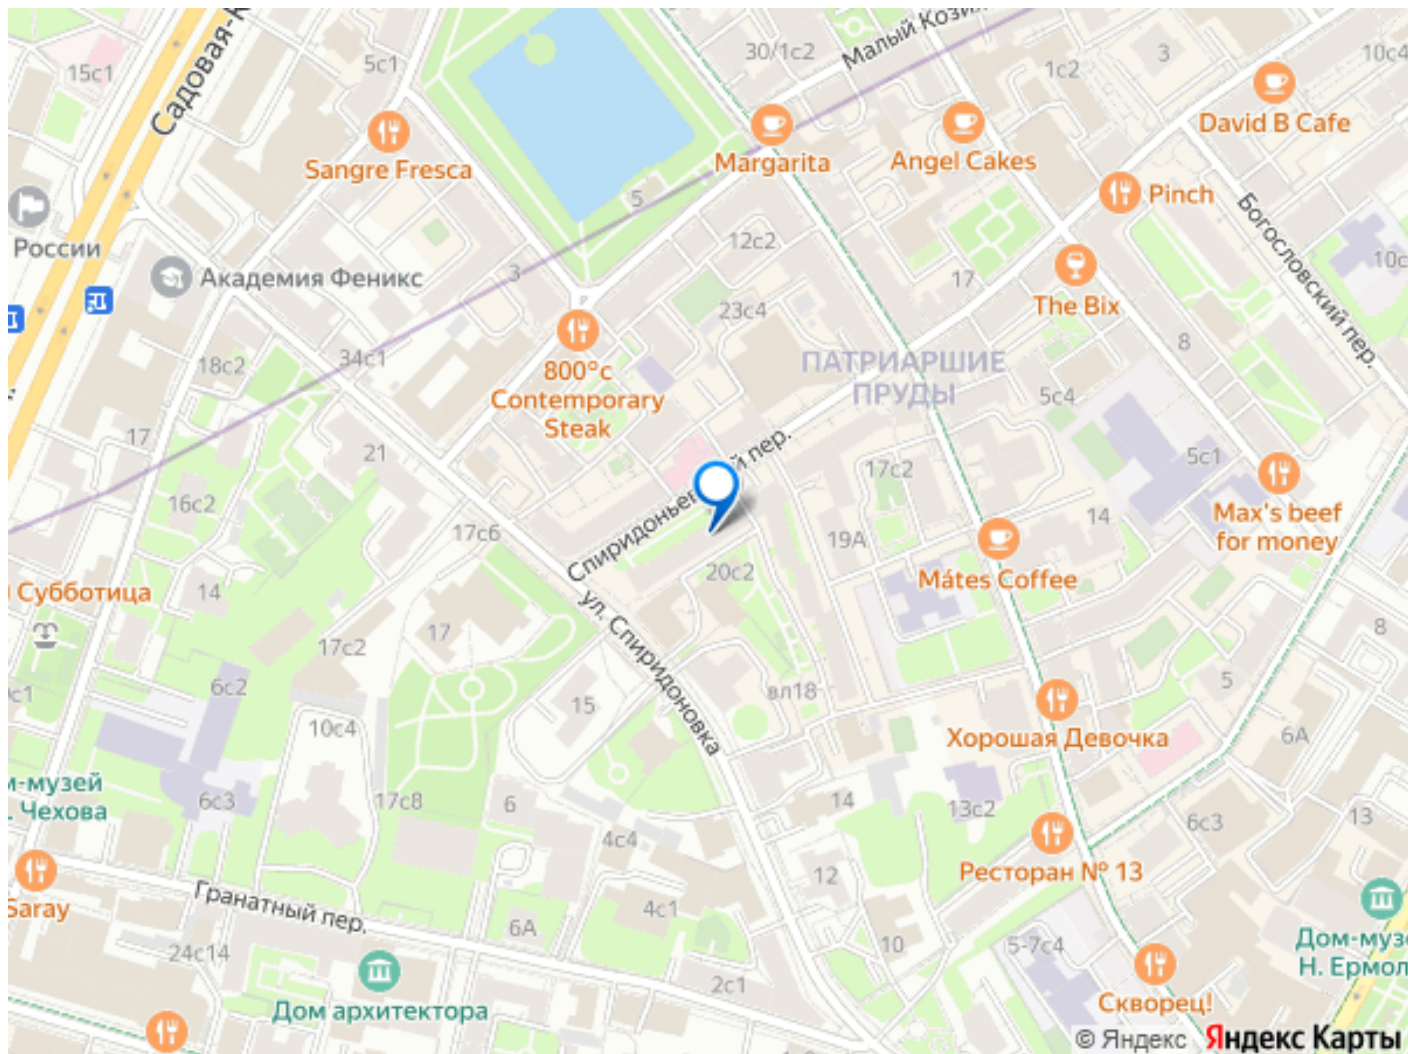 Малый Козих
30/1с2
3
10с4
Садовая-К
5с1
15с1
1с2
David B Cafe
Sangre Fresca
Margarita
Angel Cakes
Pinch
5
Богословский пер.
России
Академия Феникс
3
12с2
10с
17
The Bix
23с4
34с1
18с2
800°c
Contemporary
Steak
ПАТРИАРШИЕ
ПРУДЫ
8
5с4
17
21
Спиридоньев
й пер.
17с2
5с1
16с2
17с6
14
Max's beef
for money
19А
20с2
Mátes Coffee
Субботица
14
ул. Спиридоновка
17
17с2
8
6с2
вл18
5
15
10с4
Хорошая Девочка
6А
м-музей
. Чехова
6с3
17с8
6
14
13с2
4с4
6с3
13
Ресторан № 13
12
Saray
Гранатный пер.
4с1
6А
24с14
10
5-7с4
Дом-музе
Н. Ермол
2с1
Дом архитектора
Скворец!
© Яндекс Яндекс Карты